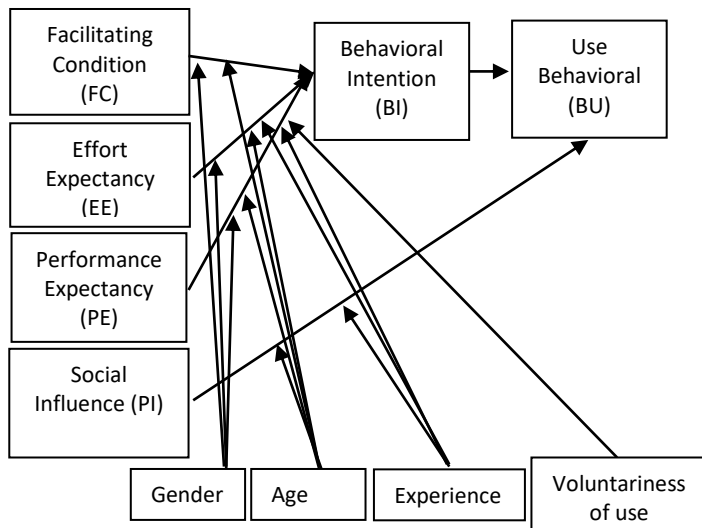 Facilitating
Condition
(FC)
Behavioral
Intention
(BI)
Use
Behavioral
(BU)
Effort
Expectancy
(EE)
Performance
Expectancy
(PE)
Social
Influence (PI)
Gender
Age
Experience
Voluntariness
of use